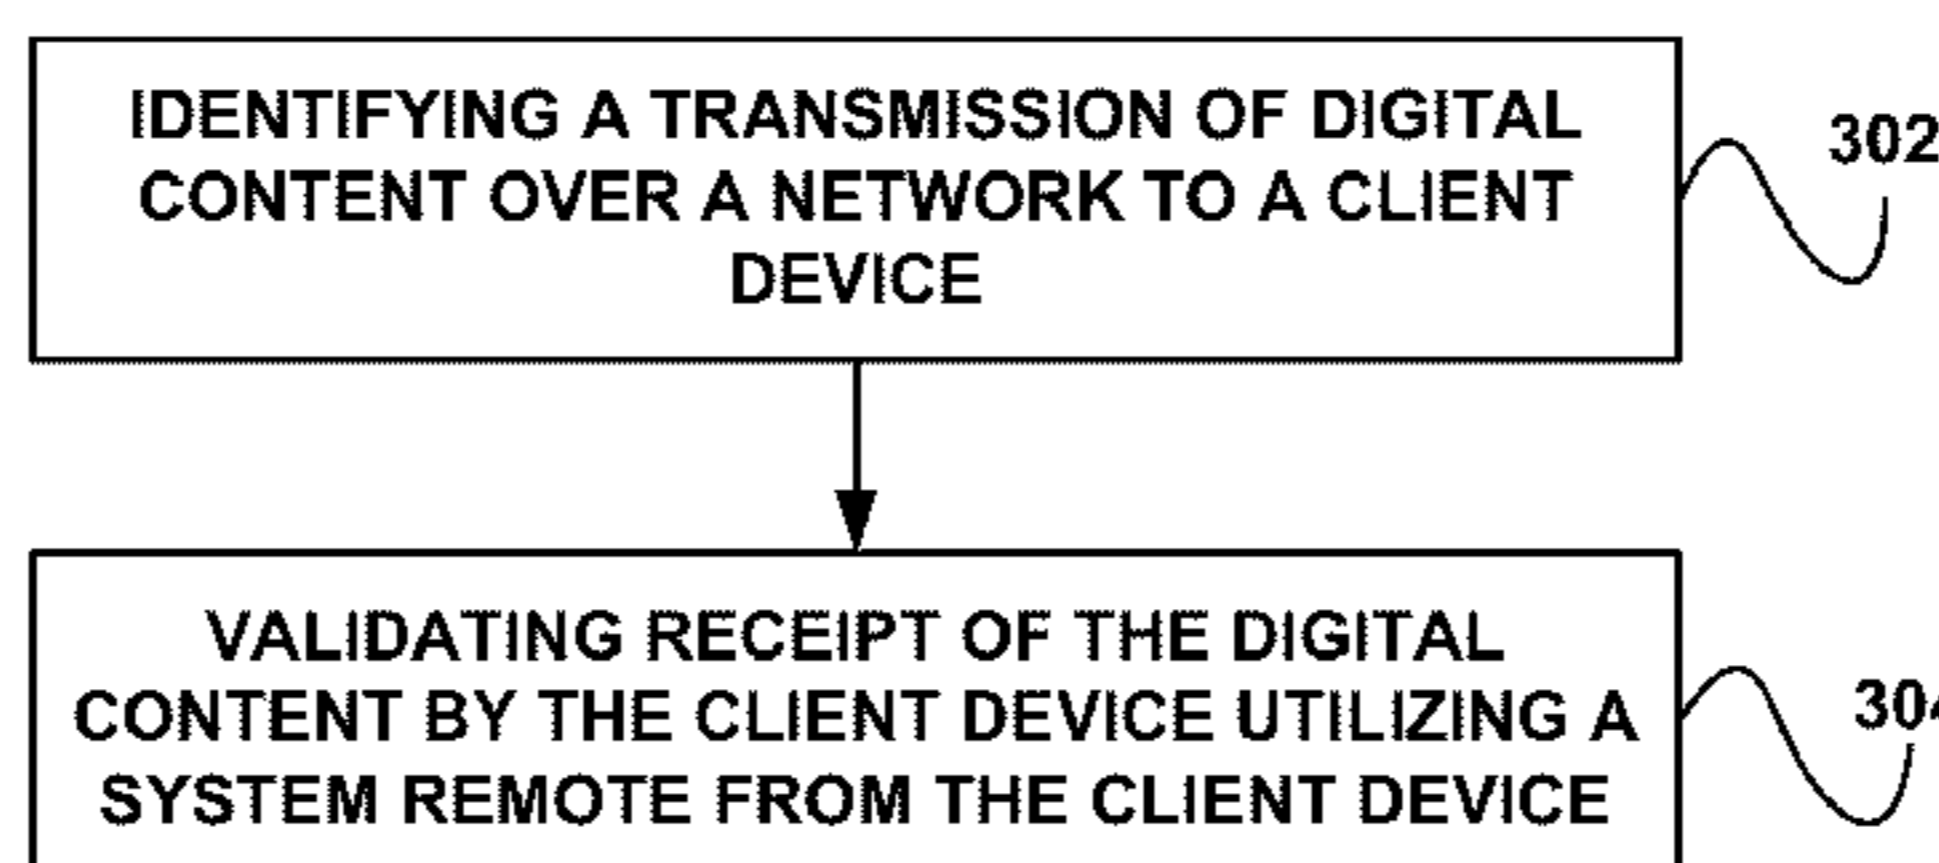 IDENTIFYING A TRANSMISSION OF DIGITAL
CONTENT OVER A NETWORK TO A CLIENT
DEVICE
302
VALIDATING RECEIPT OF THE DIGITAL
CONTENT BY THE CLIENT DEVICE UTILIZING A
SYSTEM REMOTE FROM THE CLIENT DEVICE
304